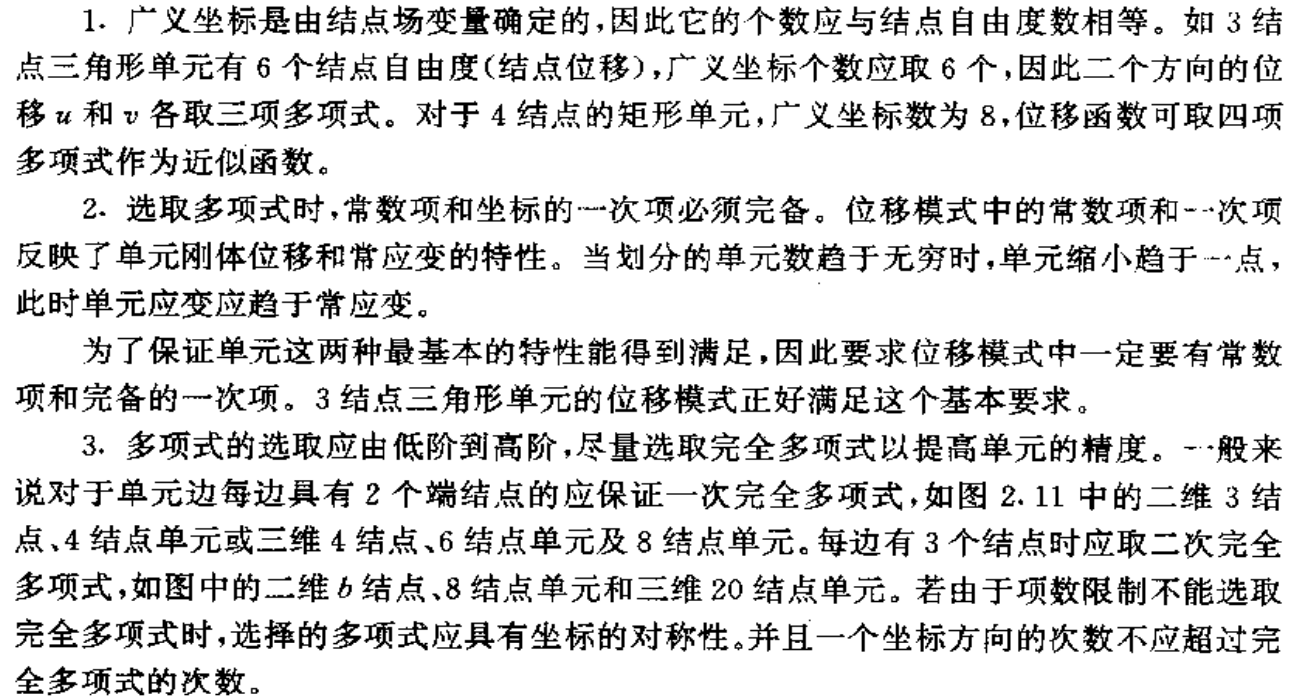 1. 广义坐标是由结点场变量确定的,因此它的个数应与结点自由度数相等。如 3 结
点三角形单元有 6 个结点自由度(结点位移),广义坐标个数应取 6 个,因此二个方向的位
移 u 和 v 各取三项多项式。对于 4 结点的矩形单元,广义坐标数为 8,位移函数可取四项
多项式作为近似函数。
2. 选取多项式时,常数项和坐标的一次项必须完备。位移模式中的常数项和一次项
反映了单元刚体位移和常应变的特性。当划分的单元数趋于无穷时,单元缩小趋于一点,
此时单元应变应趋于常应变。
为了保证单元这两种最基本的特性能得到满足,因此要求位移模式中一定要有常数
项和完备的一次项。3 结点三角形单元的位移模式正好满足这个基本要求。
3. 多项式的选取应由低阶到高阶,尽量选取完全多项式以提高单元的精度。一般来
说对于单元边每边具有 2 个端结点的应保证一次完全多项式,如图 2.11 中的二维 3 结
点、4 结点单元或三维 4 结点、6 结点单元及 8 结点单元。每边有 3 个结点时应取二次完全
多项式,如图中的二维 b 结点、8 结点单元和三维 20 结点单元。若由于项数限制不能选取
完全多项式时,选择的多项式应具有坐标的对称性。并且一个坐标方向的次数不应超过完
全多项式的次数。